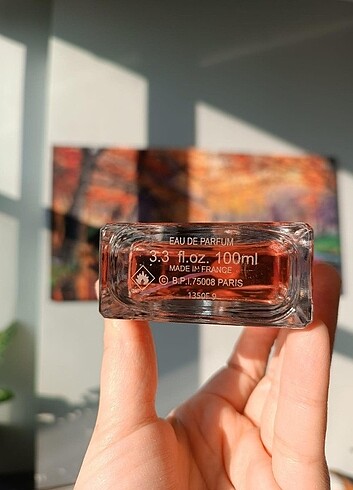 EAU DE PARFUM
3.3 fl.oz. 100ml
MADE IN FRANCE
© B.P.I.75008 PARIS